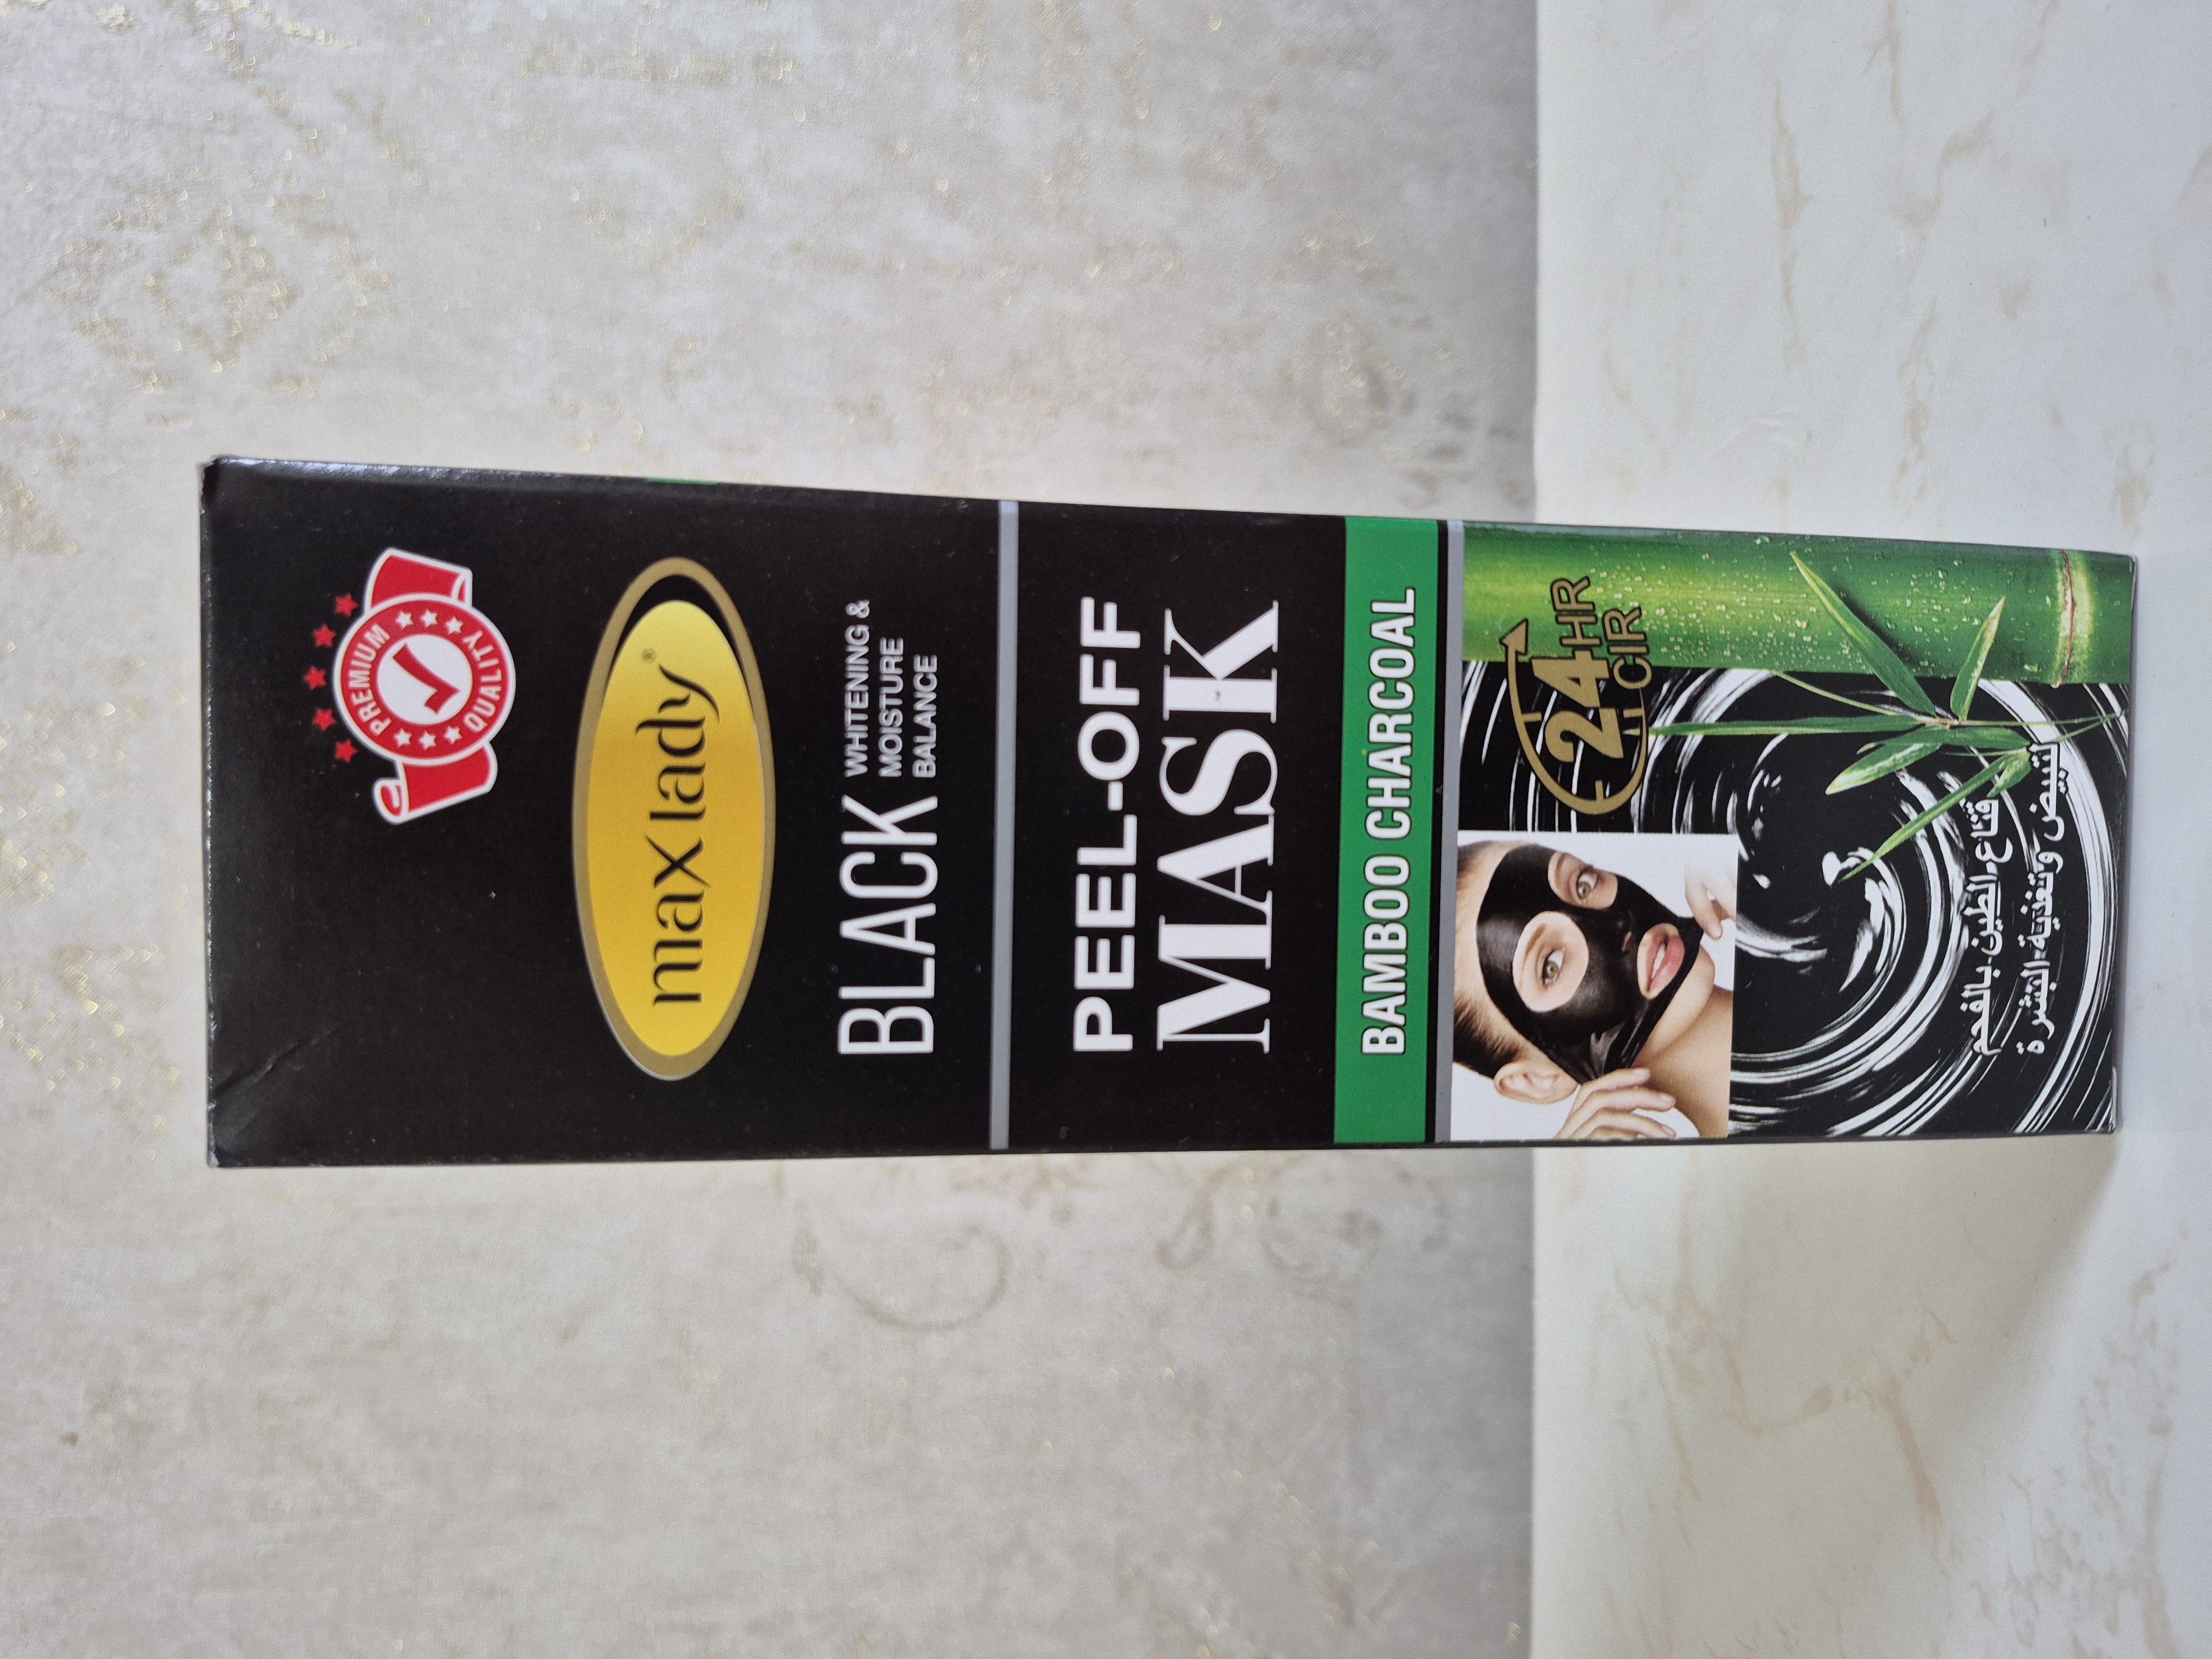 PREMIUM
QUALITY
max lady®
BLACK
WHITENING &
MOISTURE
BALANCE
PEEL-OFF
MASK
BAMBOO CHARCOAL
24HR
CIR
قناع الطين بالفحم
لتبيض وتغذية البشرة